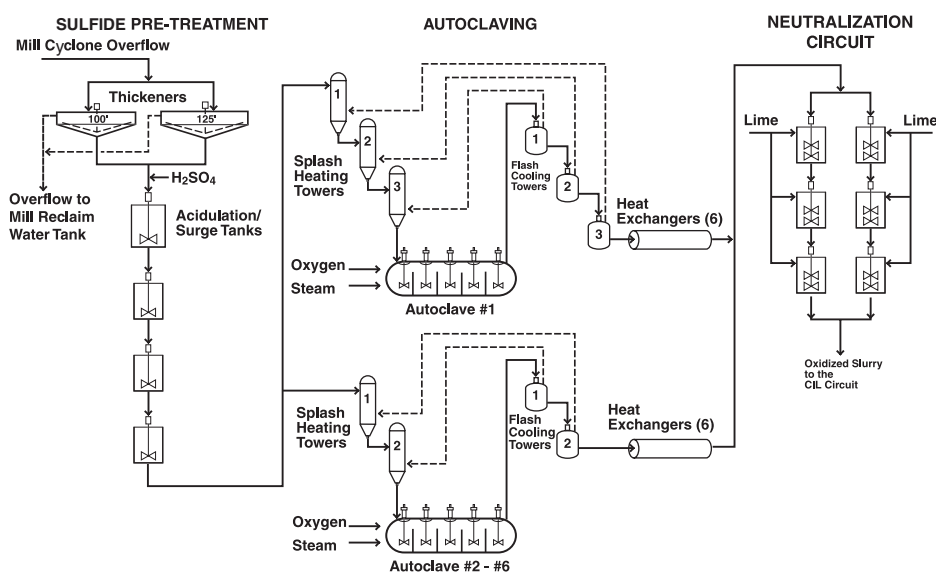 SULFIDE PRE-TREATMENT
Mill Cyclone Overflow
Thickeners
100'
125'
H₂SO₄
Overflow to
Mill Reclaim
Water Tank
Acidulation/
Surge Tanks
AUTOCLAVING
1
2
3
Splash
Heating
Towers
1
Flash
Cooling
Towers
2
3
Heat
Exchangers (6)
Oxygen
Steam
Autoclave #1
1
2
Splash
Heating
Towers
1
Flash
Cooling
Towers
2
Heat
Exchangers (6)
Oxygen
Steam
Autoclave #2 - #6
NEUTRALIZATION
CIRCUIT
Lime
Lime
Oxidized Slurry
to the
CIL Circuit